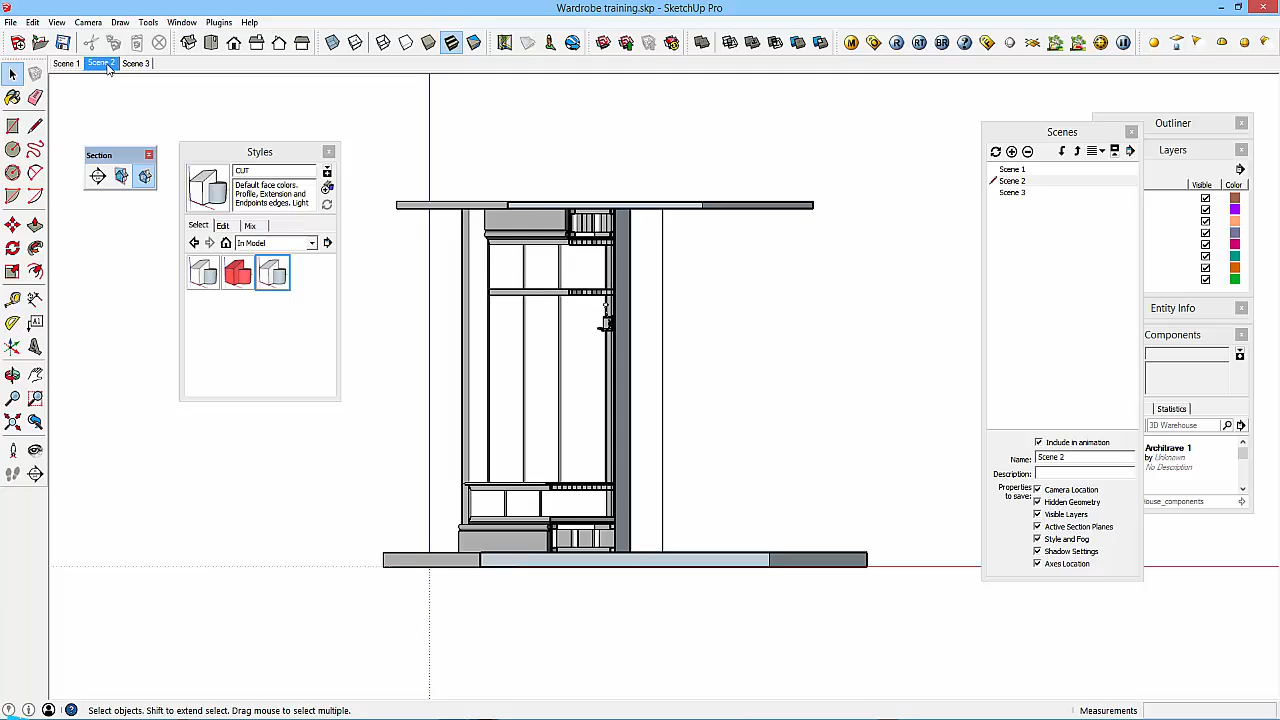 Wardrobe training.skp - SketchUp Pro
File Edit View Camera Draw Tools Window Plugins Help
M R RT BR
Scene 1 Scene 2 Scene 3
Section
Styles
CUT
Default face colors.
Profile, Extension and
Endpoints edges. Light
Select Edit Mix
In Model
Scenes
Scene 1
Scene 2
Scene 3
Include in animation
Name: Scene 2
Description:
Properties to save:
Camera Location
Hidden Geometry
Visible Layers
Active Section Planes
Style and Fog
Shadow Settings
Axes Location
Outliner
Layers
Visible Color
Entity Info
Components
Statistics
3D Warehouse
Architrave 1
by Unknown
No Description
ouse_components
Select objects. Shift to extend select. Drag mouse to select multiple.
Measurements